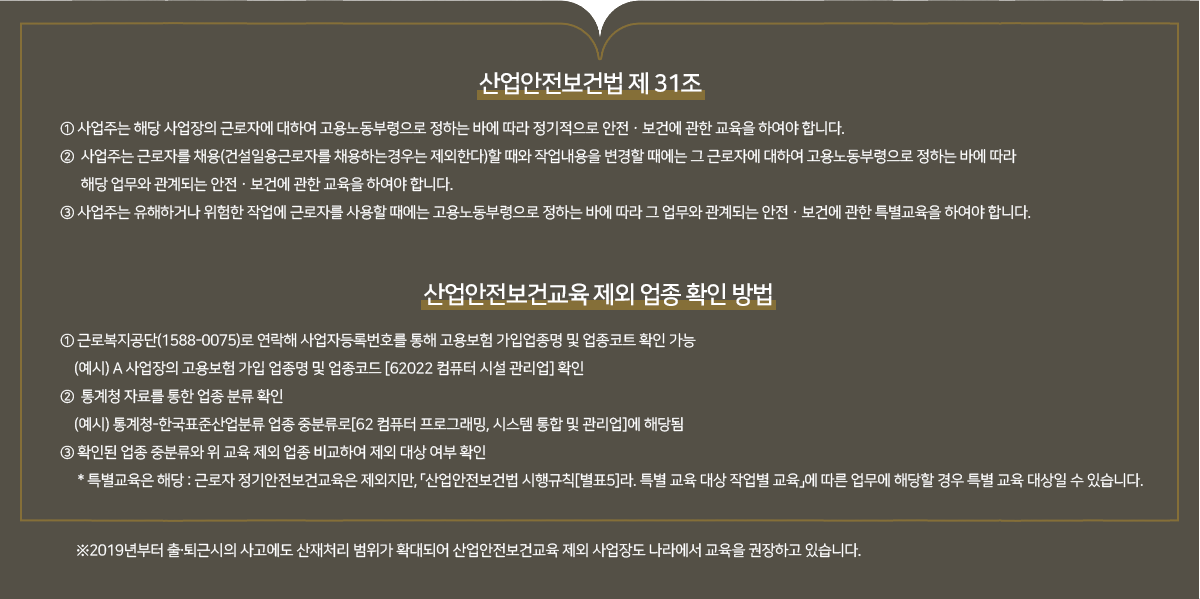 산업안전보건법 제 31조
① 사업주는 해당 사업장의 근로자에 대하여 고용노동부령으로 정하는 바에 따라 정기적으로 안전 · 보건에 관한 교육을 하여야 합니다.
② 사업주는 근로자를 채용(건설일용근로자를 채용하는경우는 제외한다)할 때와 작업내용을 변경할 때에는 그 근로자에 대하여 고용노동부령으로 정하는 바에 따라
해당 업무와 관계되는 안전 · 보건에 관한 교육을 하여야 합니다.
③ 사업주는 유해하거나 위험한 작업에 근로자를 사용할 때에는 고용노동부령으로 정하는 바에 따라 그 업무와 관계되는 안전 · 보건에 관한 특별교육을 하여야 합니다.
산업안전보건교육 제외 업종 확인 방법
① 근로복지공단(1588-0075)로 연락해 사업자등록번호를 통해 고용보험 가입업종명 및 업종코트 확인 가능
(예시) A 사업장의 고용보험 가입 업종명 및 업종코드 [62022 컴퓨터 시설 관리업] 확인
② 통계청 자료를 통한 업종 분류 확인
(예시) 통계청-한국표준산업분류 업종 중분류로[62 컴퓨터 프로그래밍, 시스템 통합 및 관리업]에 해당됨
③ 확인된 업종 중분류와 위 교육 제외 업종 비교하여 제외 대상 여부 확인
* 특별교육은 해당 : 근로자 정기안전보건교육은 제외지만, 「산업안전보건법 시행규칙[별표5]라. 특별 교육 대상 작업별 교육」에 따른 업무에 해당할 경우 특별 교육 대상일 수 있습니다.
※2019년부터 출·퇴근시의 사고에도 산재처리 범위가 확대되어 산업안전보건교육 제외 사업장도 나라에서 교육을 권장하고 있습니다.